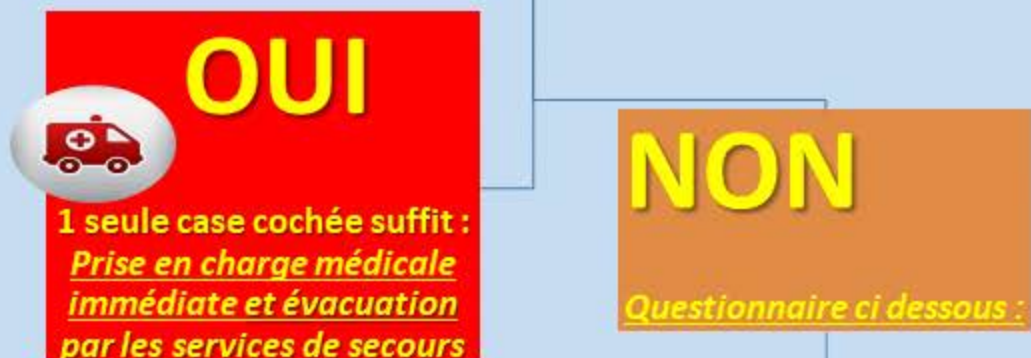 OUI
1 seule case cochée suffit :
Prise en charge médicale
immédiate et évacuation
par les services de secours
NON
Questionnaire ci dessous :